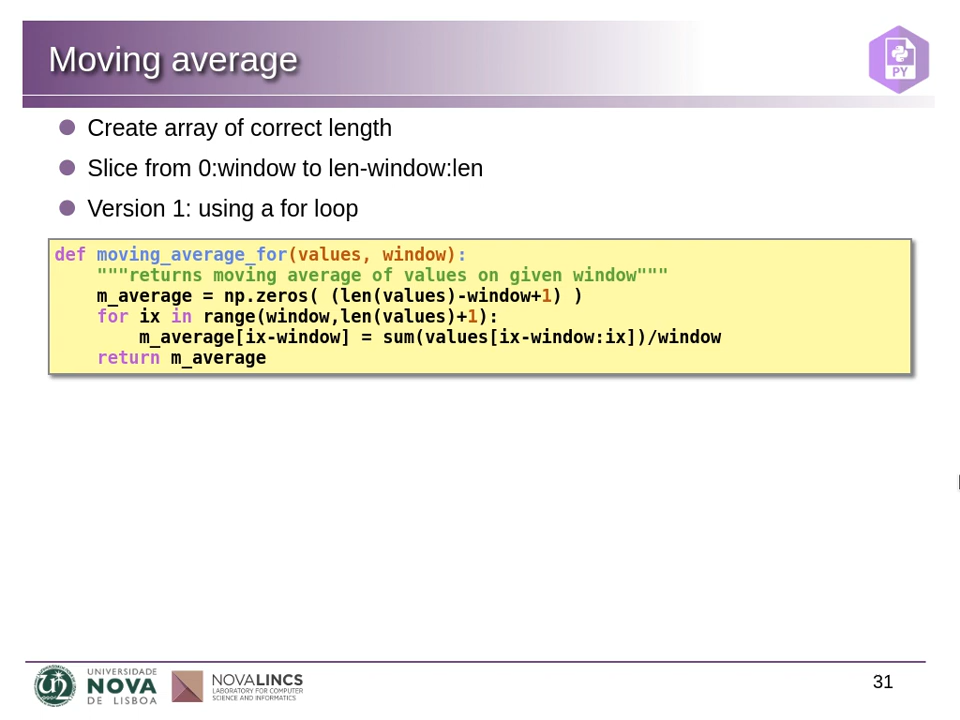 Moving average
PY
Create array of correct length
Slice from 0:window to len-window:len
Version 1: using a for loop
def moving_average_for(values, window):
    """returns moving average of values on given window"""
    m_average = np.zeros( (len(values)-window+1) )
    for ix in range(window,len(values)+1):
        m_average[ix-window] = sum(values[ix-window:ix])/window
    return m_average
UNIVERSIDADE
NOVA
DE LISBOA
NOVALINCS
LABORATORY FOR COMPUTER
SCIENCE AND INFORMATICS
31